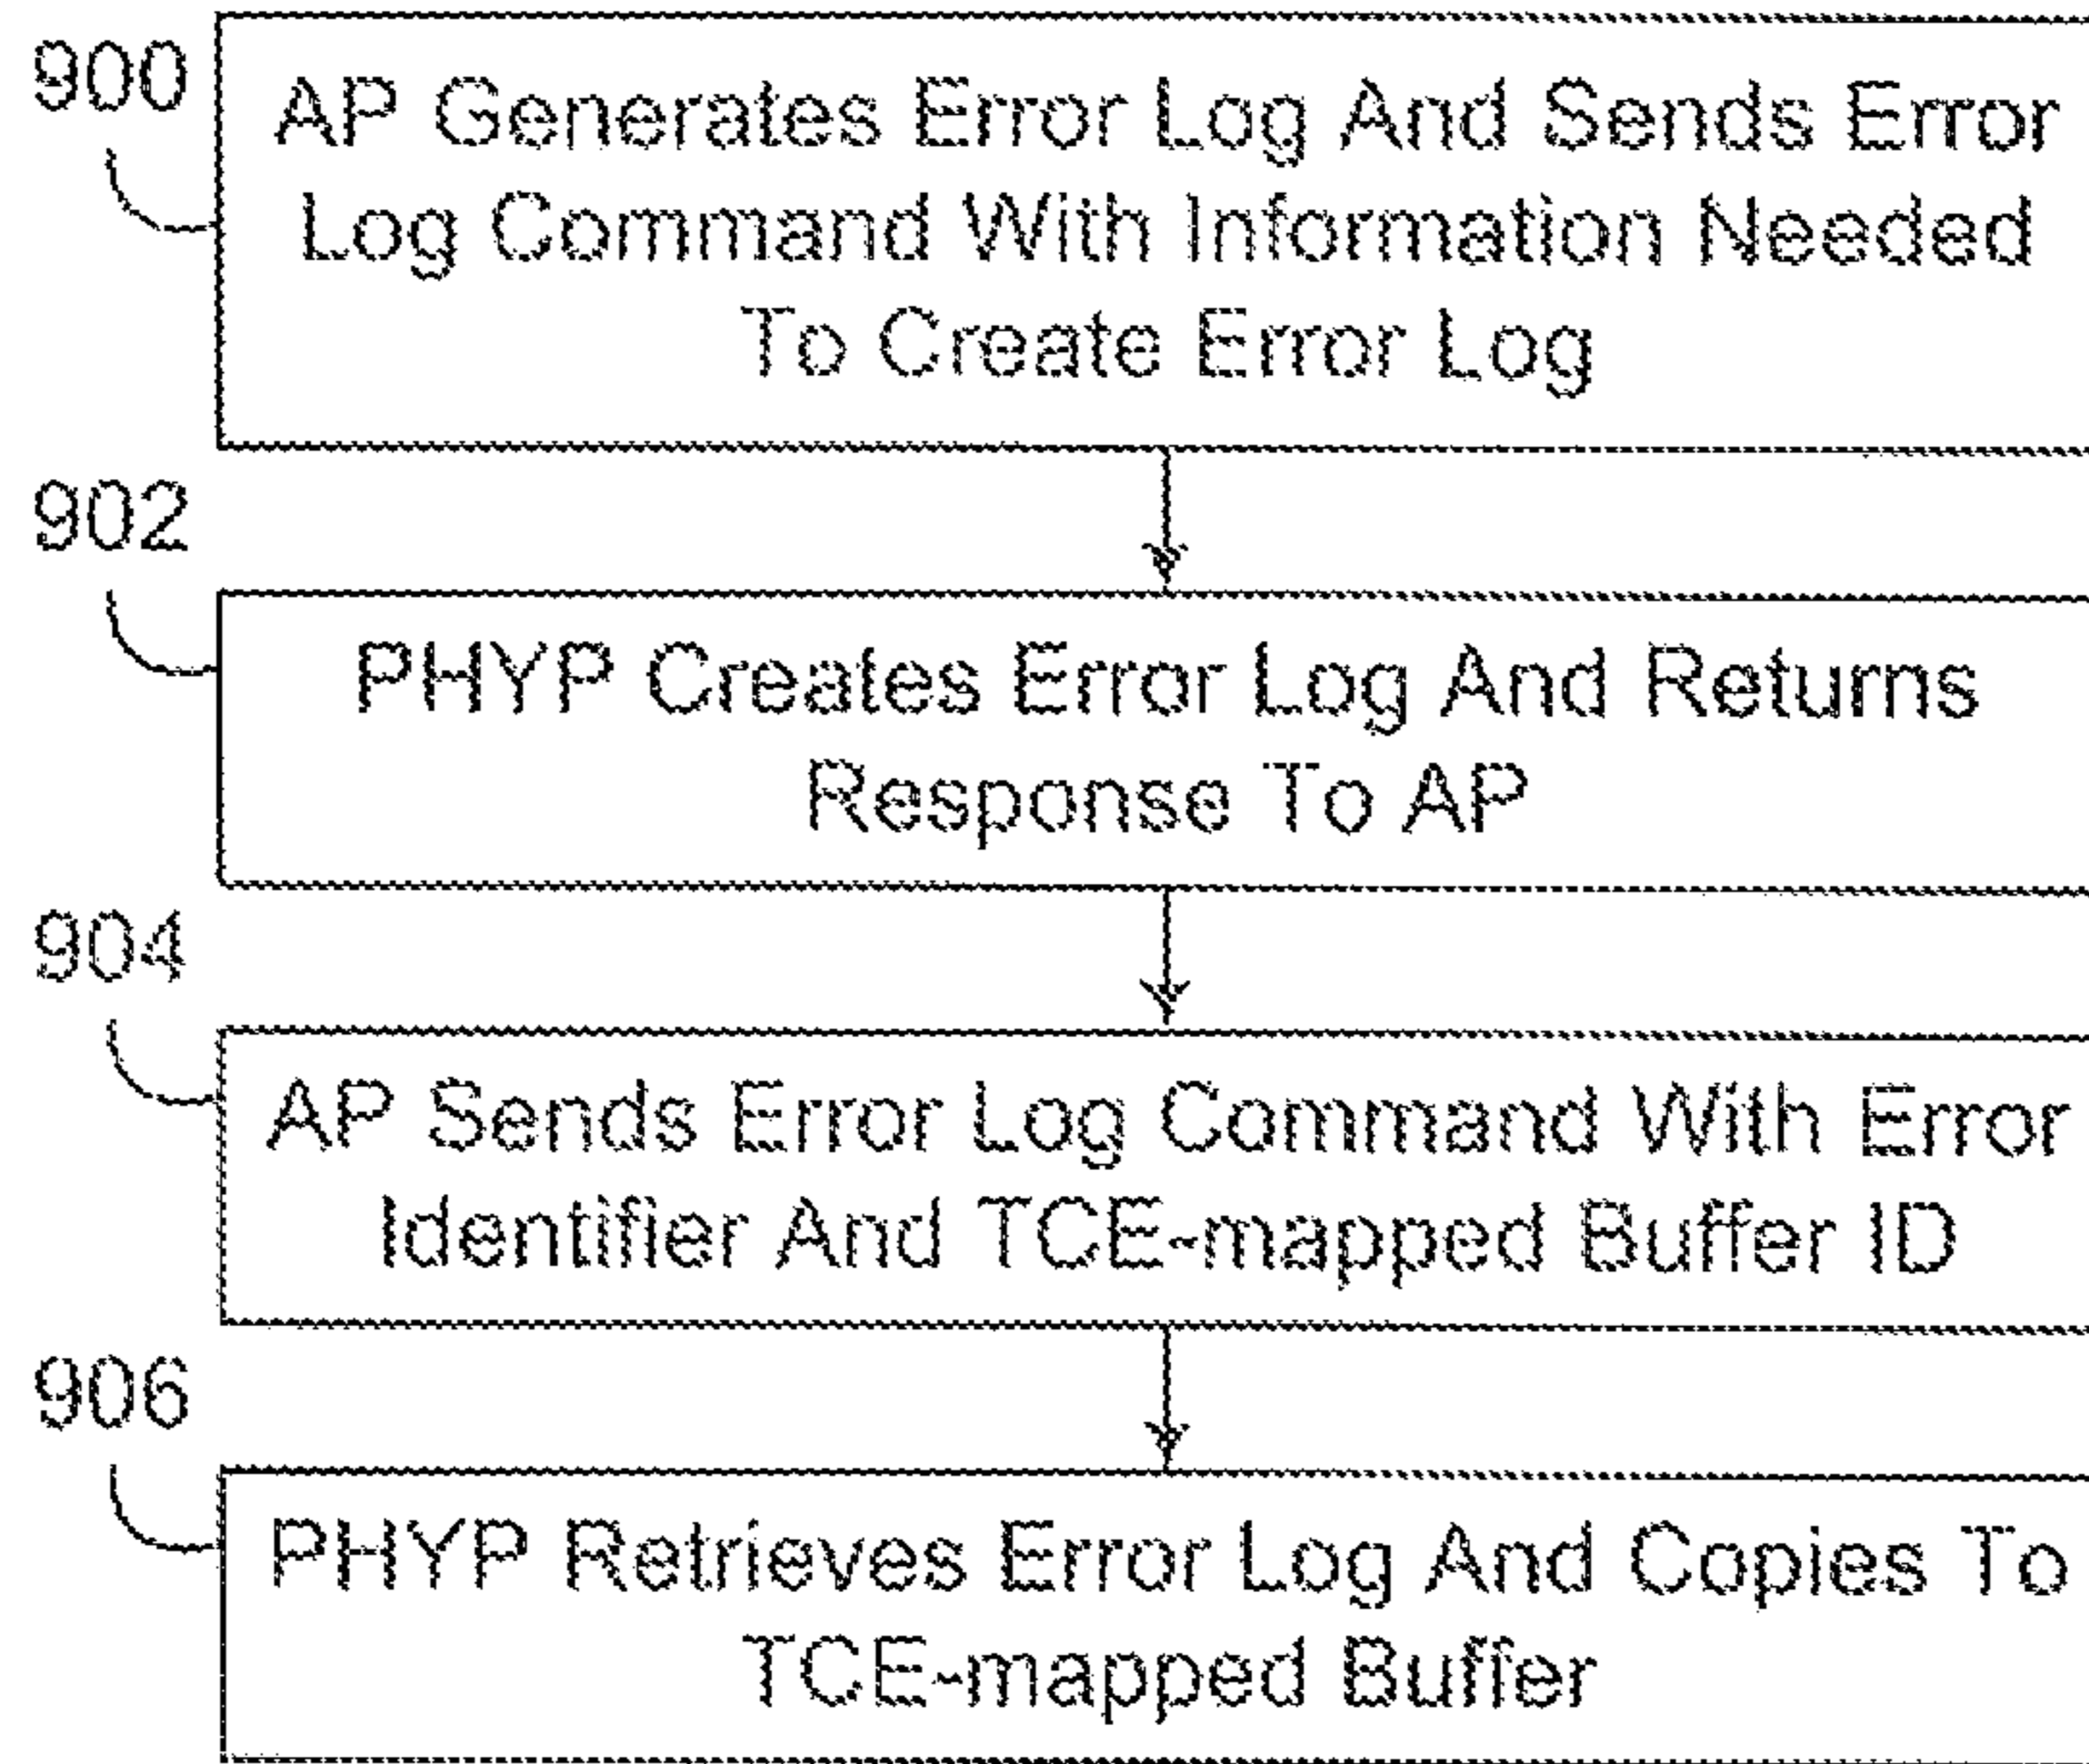 900
AP Generates Error Log And Sends Error
Log Command With Information Needed
To Create Error Log
902
PHYP Creates Error Log And Returns
Response To AP
904
AP Sends Error Log Command With Error
Identifier And TCE-mapped Buffer ID
906
PHYP Retrieves Error Log And Copies To
TCE-mapped Buffer